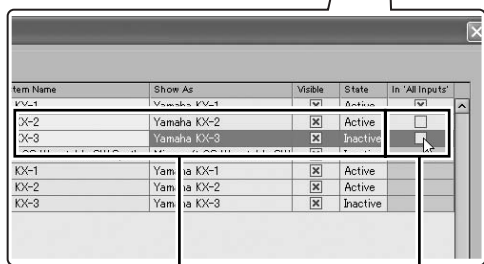 tem Name Show As Visible State In 'All Inputs'
KX-1 Yamaha KX-1 Active
KX-2 Yamaha KX-2 Active
KX-3 Yamaha KX-3 Inactive
KX-1 Yamaha KX-1 Active
KX-2 Yamaha KX-2 Active
KX-3 Yamaha KX-3 Inactive